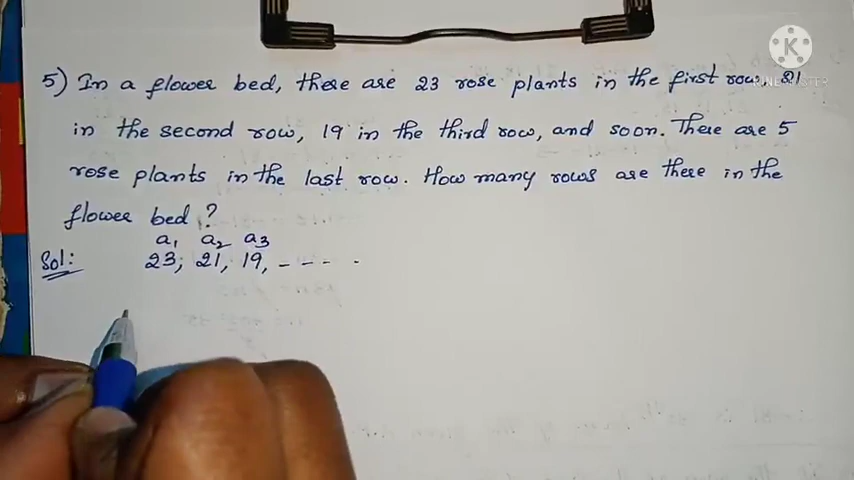 5) In a flower bed, there are 23 rose plants in the first row, 21
in the second row, 19 in the third row, and soon. There are 5
rose plants in the last row. How many rows are there in the
flower bed ?
a₁ a₂ a₃
Sol: 23, 21, 19, - - - .
K
KINEMASTER